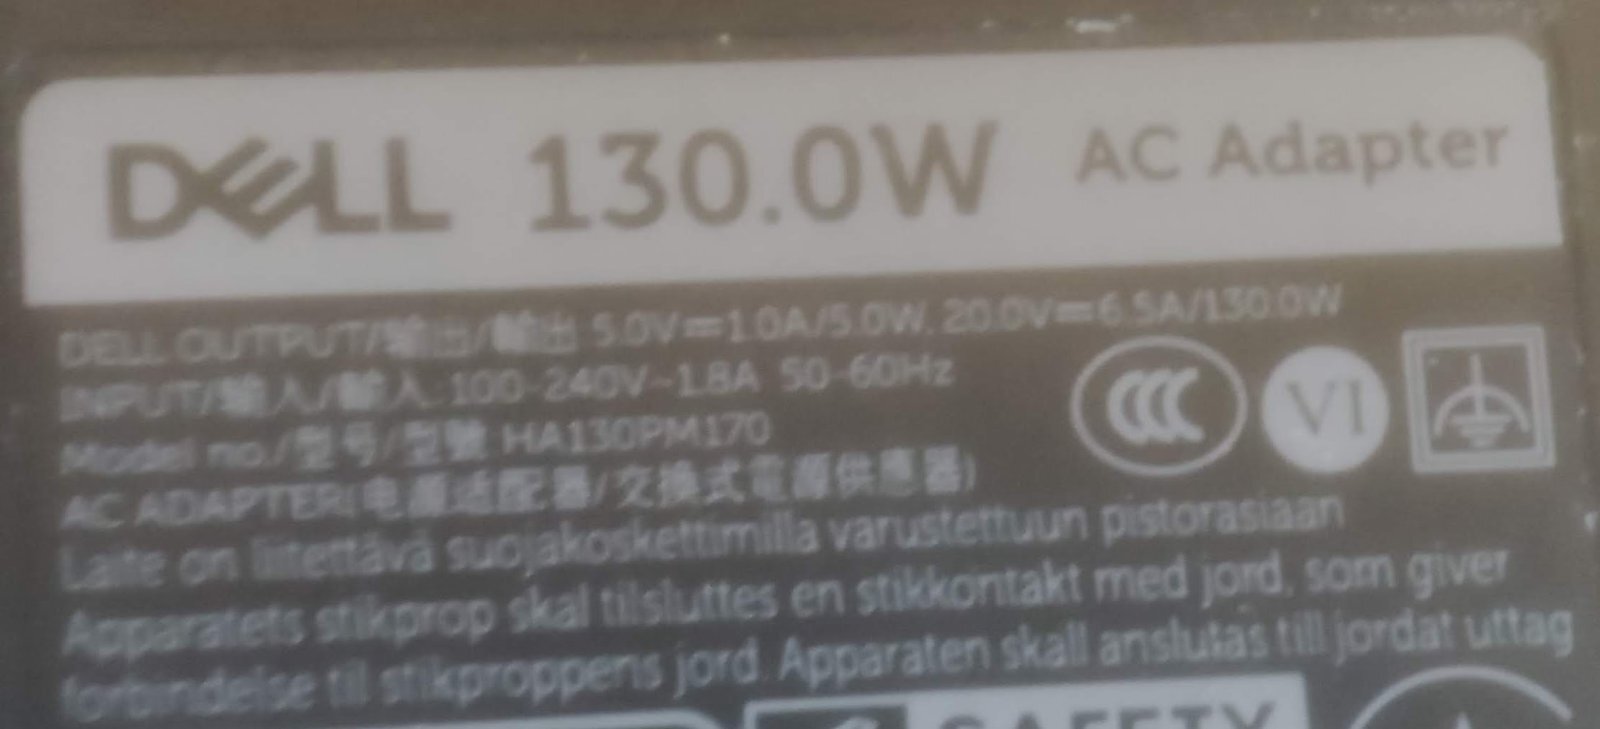 DELL 130.0W AC Adapter
DELL OUTPUT/输出/輸出 5.0V⎓1.0A/5.0W, 20.0V⎓6.5A/130.0W
INPUT/输入/輸入 100-240V~1.8A 50-60Hz
Model no./型号/型號 HA130PM170
AC ADAPTER(电源适配器/交換式電源供應器)
VI
Laite on liitettävä suojakoskettimilla varustettuun pistorasiaan
Apparatets stikprop skal tilsluttes en stikkontakt med jord, som giver
forbindelse til stikproppens jord. Apparaten skall anslutas till jordat uttag
SAFETY